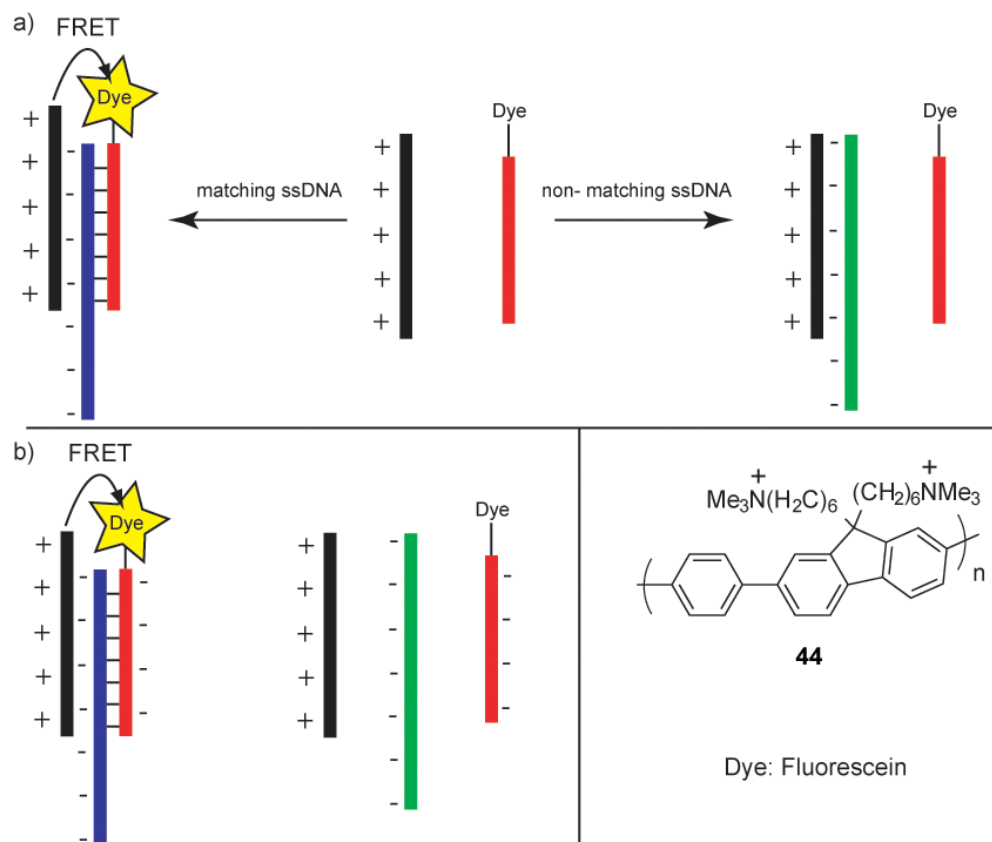 a)
FRET
Dye
matching ssDNA
Dye
non- matching ssDNA
Dye
+ + + + +
- - - - - - -
+ + + + +
+ + + + +
- - - - - - -
b)
FRET
Dye
Dye
+ + + + +
- - - - - - -
- - - -
+ + + + +
- - - - - - -
- - - -
+ +
Me₃N(H₂C)₆ (CH₂)₆NMe₃
n
44
Dye: Fluorescein